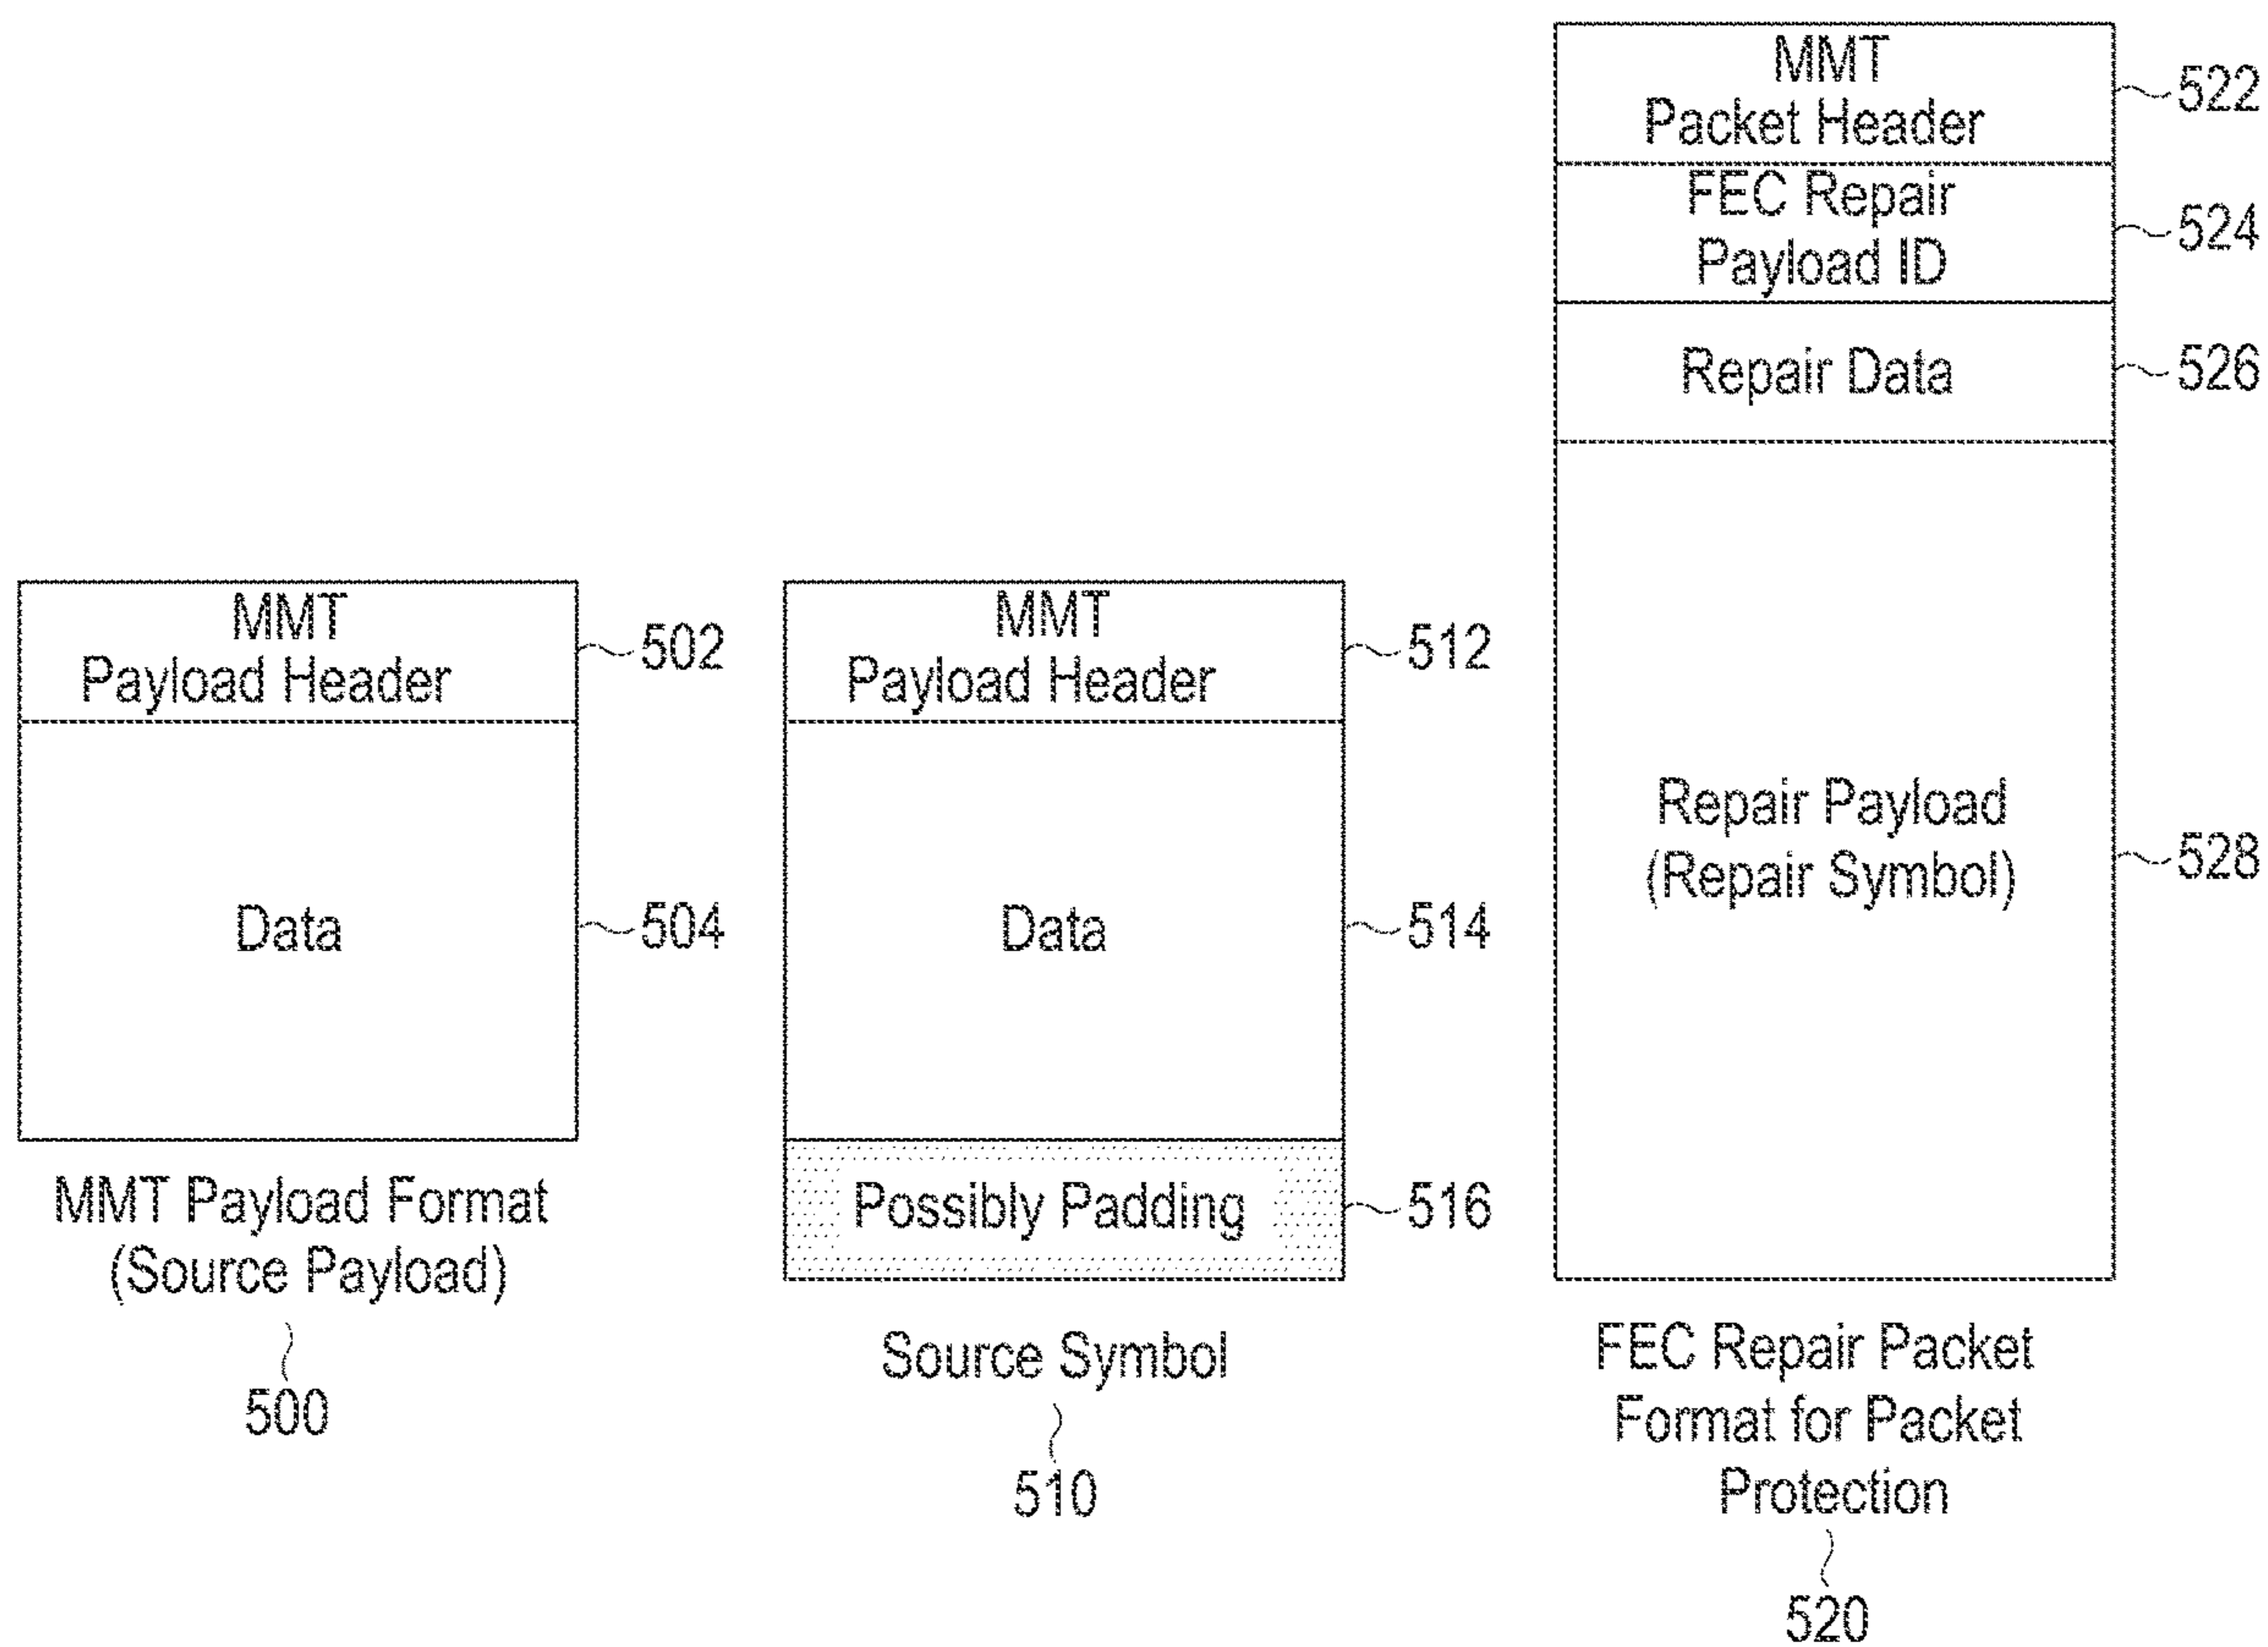 MMT
Payload Header
502
Data
504
MMT Payload Format
(Source Payload)
500
MMT
Payload Header
512
Data
514
Possibly Padding
516
Source Symbol
510
MMT
Packet Header
522
FEC Repair
Payload ID
524
Repair Data
526
Repair Payload
(Repair Symbol)
528
FEC Repair Packet
Format for Packet
Protection
520